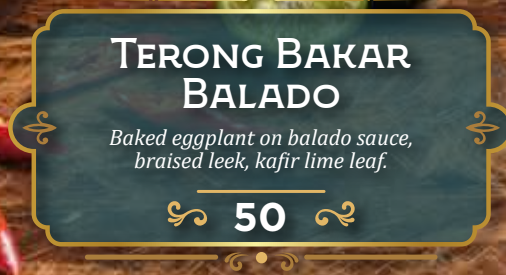 Terong Bakar
Balado
Baked eggplant on balado sauce,
braised leek, kafir lime leaf.
50